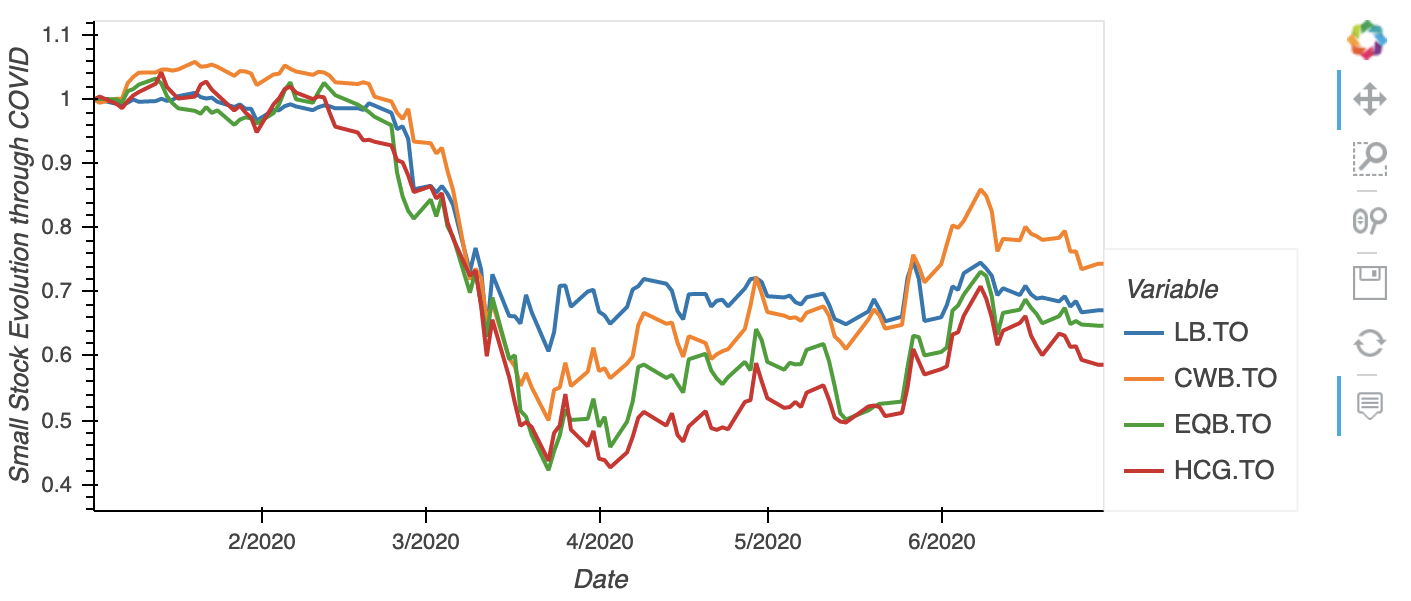 Small Stock Evolution through COVID
1.1
1
0.9
0.8
0.7
0.6
0.5
0.4
2/2020
3/2020
4/2020
5/2020
6/2020
Date
Variable
LB.TO
CWB.TO
EQB.TO
HCG.TO